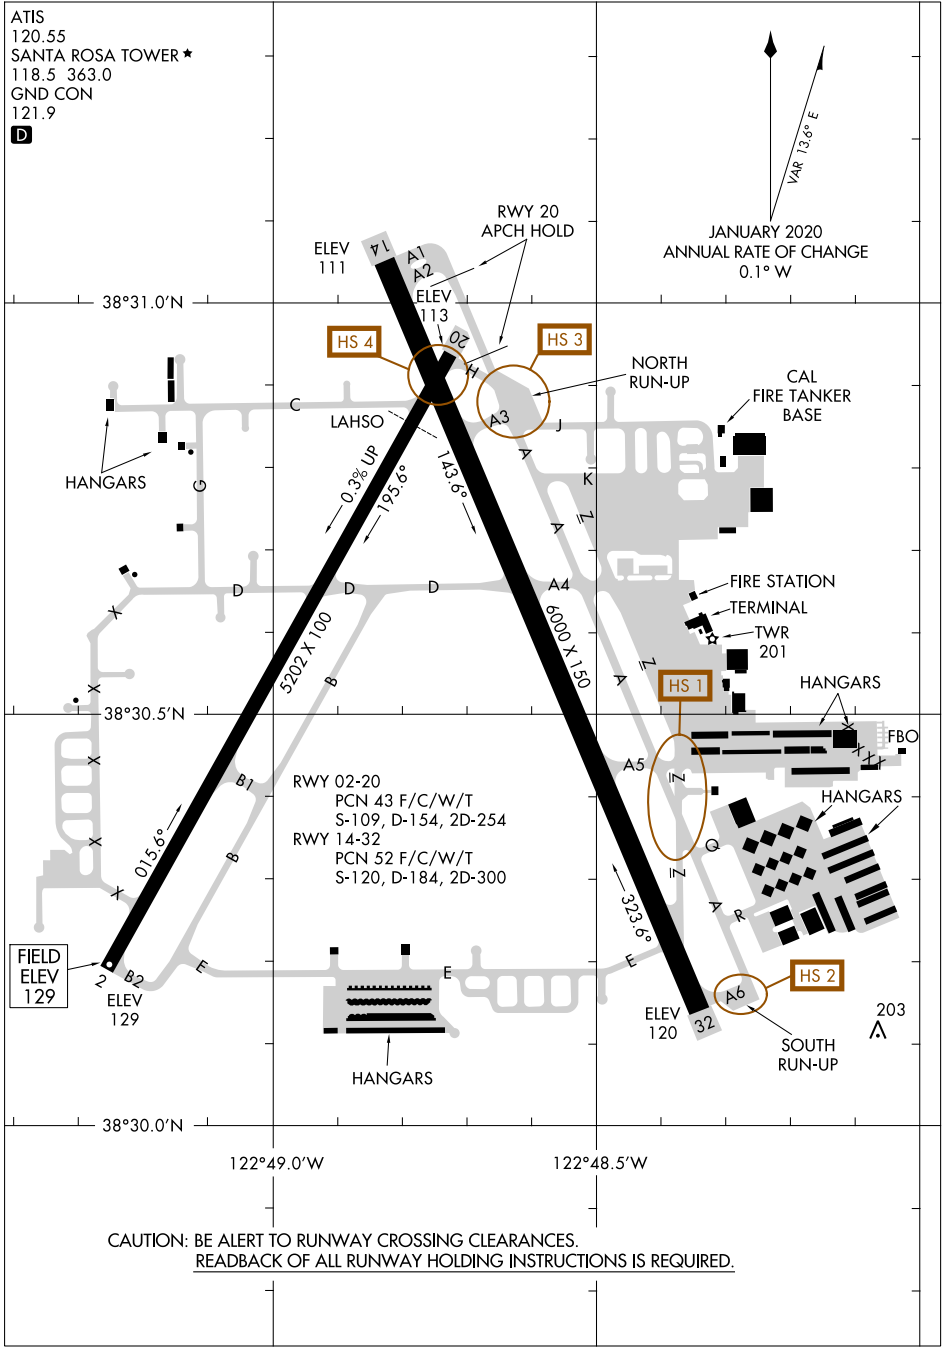 ATIS
120.55
SANTA ROSA TOWER ★
118.5 363.0
GND CON
121.9
D
VAR 13.6° E
JANUARY 2020
ANNUAL RATE OF CHANGE
0.1° W
RWY 20
APCH HOLD
ELEV
111
14
A1
A2
38°31.0'N
ELEV
113
20
HS 4
HS 3
H
NORTH
RUN-UP
CAL
FIRE TANKER
BASE
C
LAHSO
A3
J
A
HANGARS
G
0.3% UP
195.6°
143.6°
K
A
Z
D
D
D
A4
FIRE STATION
TERMINAL
TWR
201
X
5202 X 100
6000 X 150
B
A
Z
HS 1
HANGARS
X
38°30.5'N
X
X
X
X
FBO
X
A5
Z
B1
RWY 02-20
PCN 43 F/C/W/T
S-109, D-154, 2D-254
RWY 14-32
PCN 52 F/C/W/T
S-120, D-184, 2D-300
HANGARS
015.6°
X
B
Q
Z
X
323.6°
A
R
FIELD
ELEV
129
2
B2
ELEV
129
E
E
E
HS 2
A6
ELEV
120
32
203
SOUTH
RUN-UP
HANGARS
38°30.0'N
122°49.0'W
122°48.5'W
CAUTION: BE ALERT TO RUNWAY CROSSING CLEARANCES.
READBACK OF ALL RUNWAY HOLDING INSTRUCTIONS IS REQUIRED.